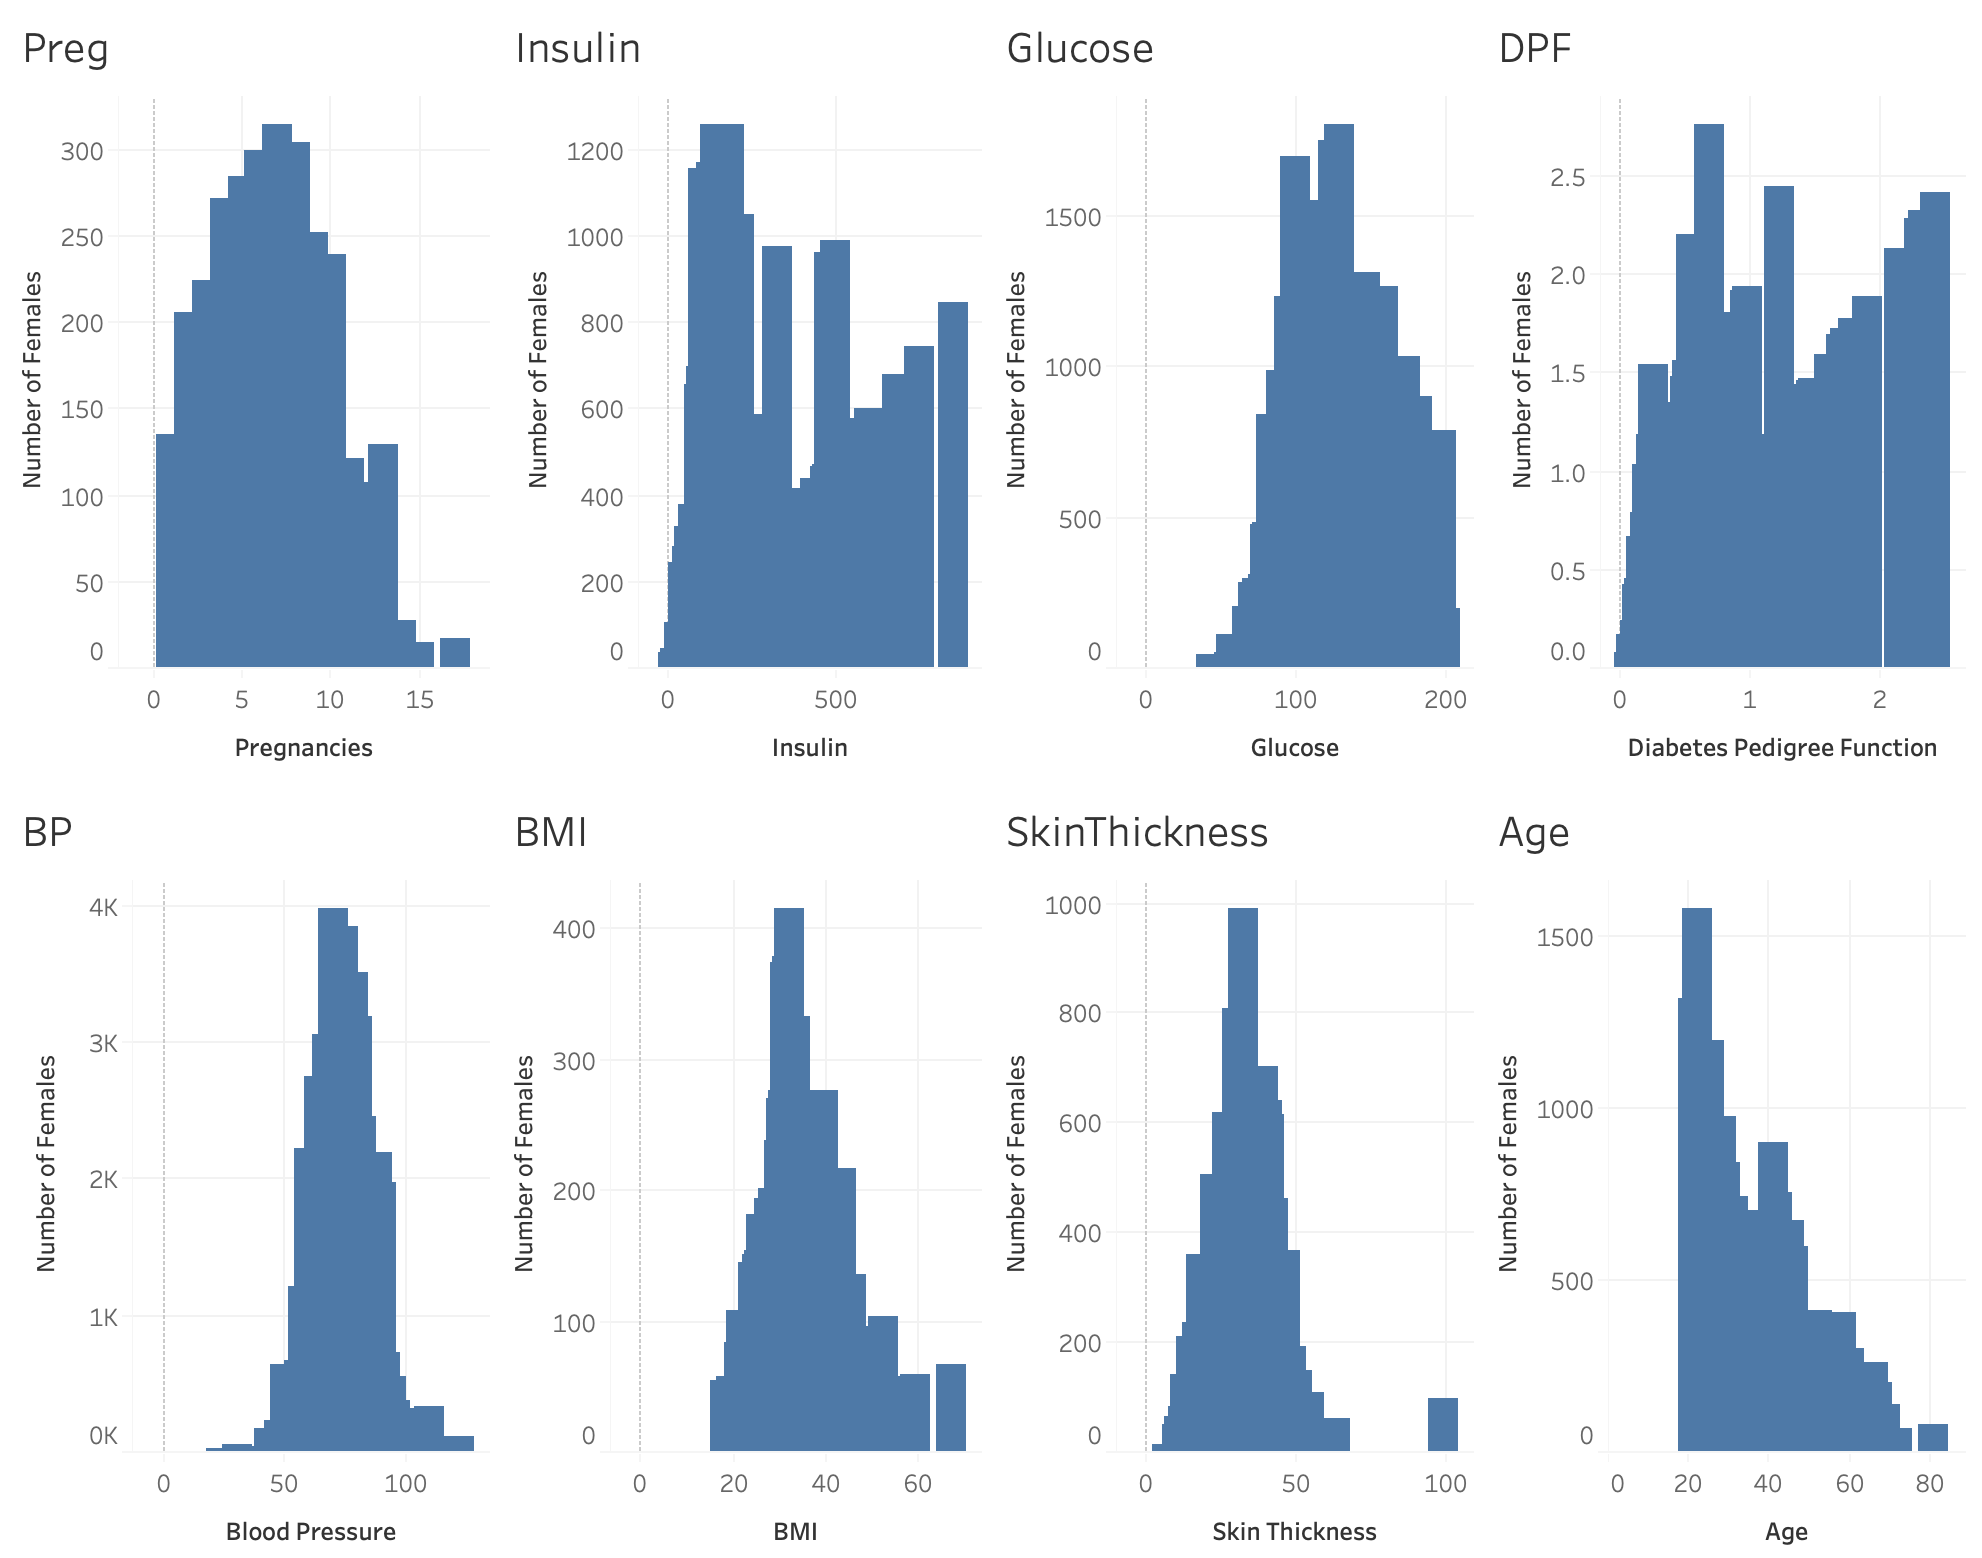 Preg
Insulin
Glucose
DPF
Number of Females
300
250
200
150
100
50
0
0 5 10 15
Pregnancies
Number of Females
1200
1000
800
600
400
200
0
0 500
Insulin
Number of Females
1500
1000
500
0
0 100 200
Glucose
Number of Females
2.5
2.0
1.5
1.0
0.5
0.0
0 1 2
Diabetes Pedigree Function
BP
BMI
SkinThickness
Age
Number of Females
4K
3K
2K
1K
0K
0 50 100
Blood Pressure
Number of Females
400
300
200
100
0
0 20 40 60
BMI
Number of Females
1000
800
600
400
200
0
0 50 100
Skin Thickness
Number of Females
1500
1000
500
0
0 20 40 60 80
Age